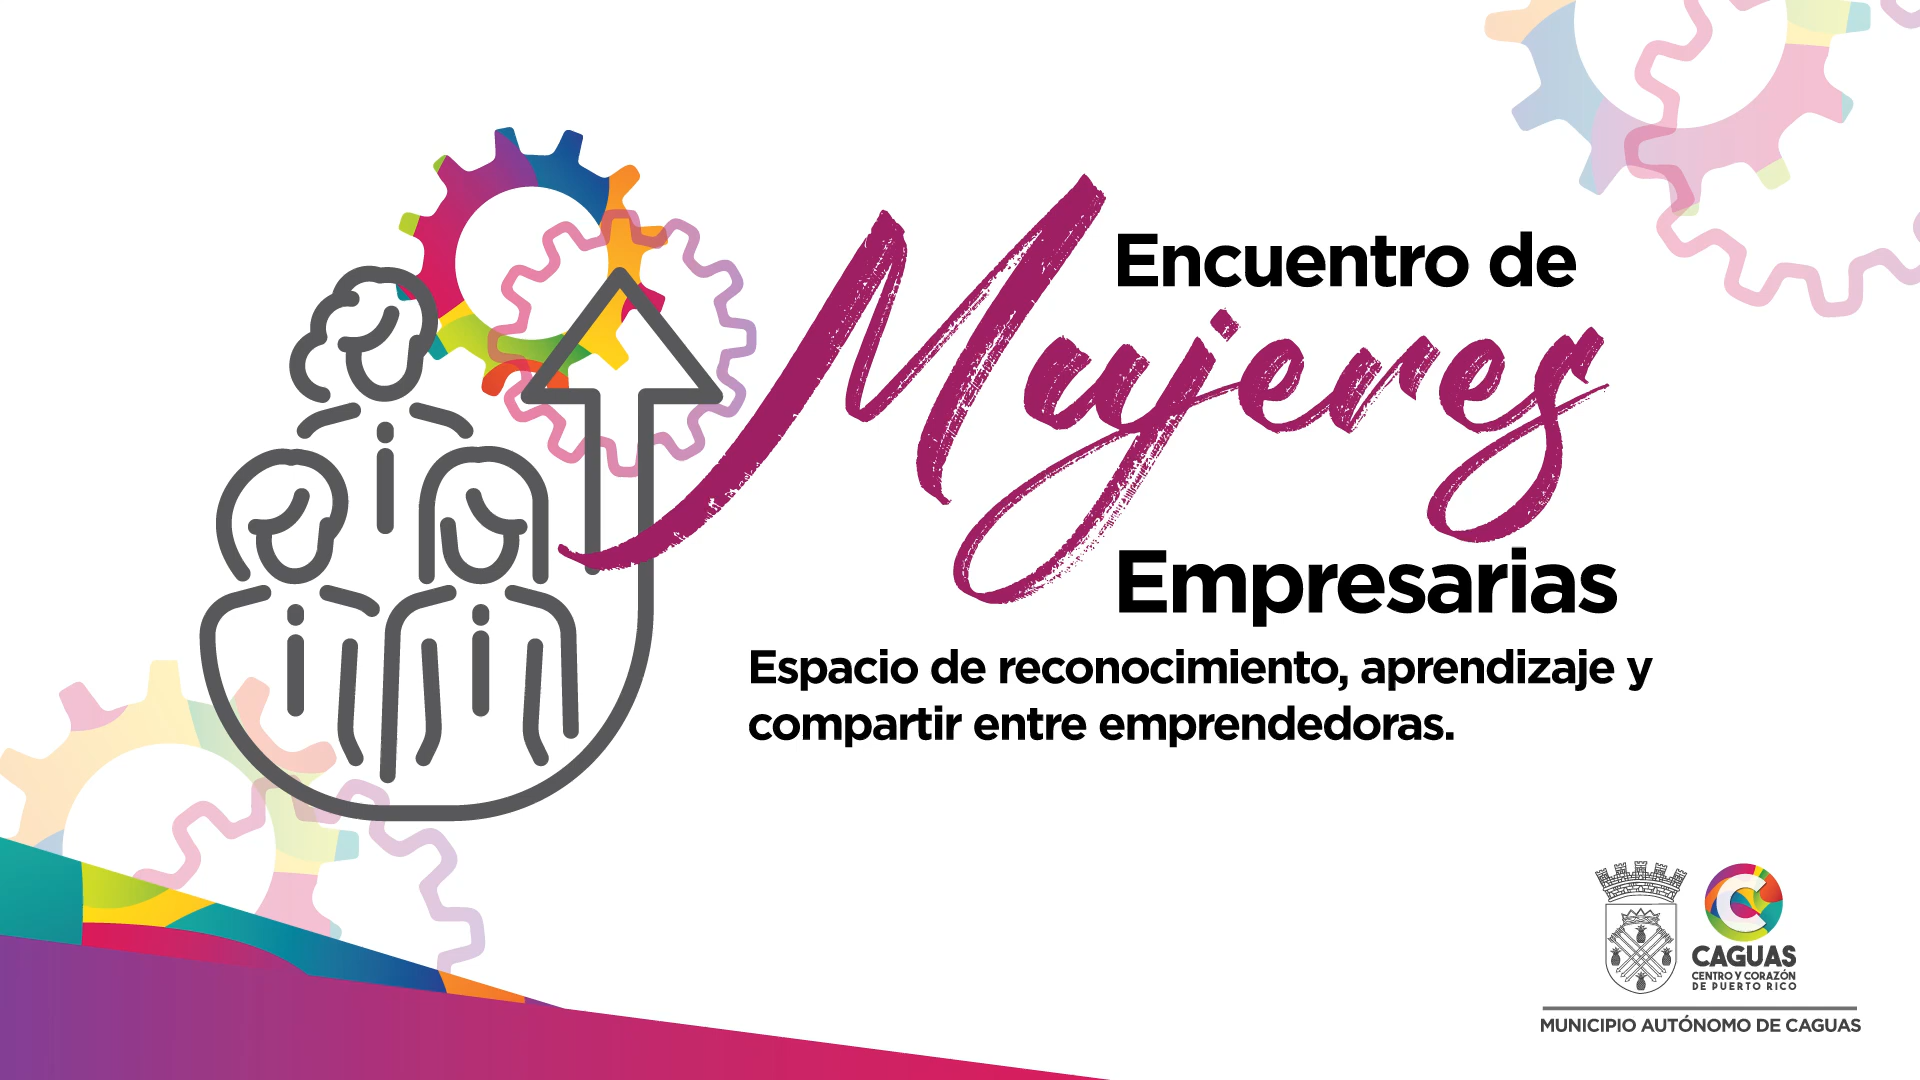 Encuentro de
Mujeres
Empresarias
Espacio de reconocimiento, aprendizaje y
compartir entre emprendedoras.
C
CAGUAS
CENTRO Y CORAZÓN
DE PUERTO RICO
MUNICIPIO AUTÓNOMO DE CAGUAS